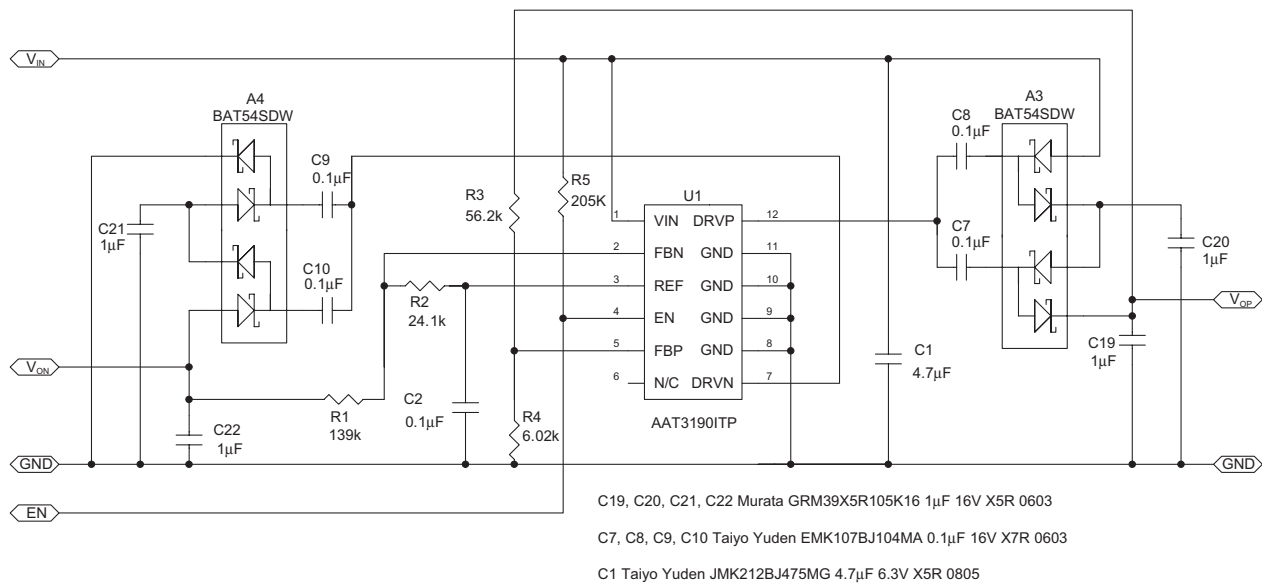 VIN
A4
BAT54SDW
A3
BAT54SDW
C8
0.1μF
C9
0.1μF
R3
56.2k
R5
205K
U1
C21
1μF
1 VIN DRVP 12
C7
0.1μF
C20
1μF
2 FBN GND 11
C10
0.1μF
3 REF GND 10
R2
24.1k
VOP
4 EN GND 9
5 FBP GND 8
C19
1μF
C1
4.7μF
VON
6 N/C DRVN 7
R1
139k
C2
0.1μF
R4
6.02k
AAT3190ITP
C22
1μF
GND
GND
EN
C19, C20, C21, C22 Murata GRM39X5R105K16 1μF 16V X5R 0603
C7, C8, C9, C10 Taiyo Yuden EMK107BJ104MA 0.1μF 16V X7R 0603
C1 Taiyo Yuden JMK212BJ475MG 4.7μF 6.3V X5R 0805